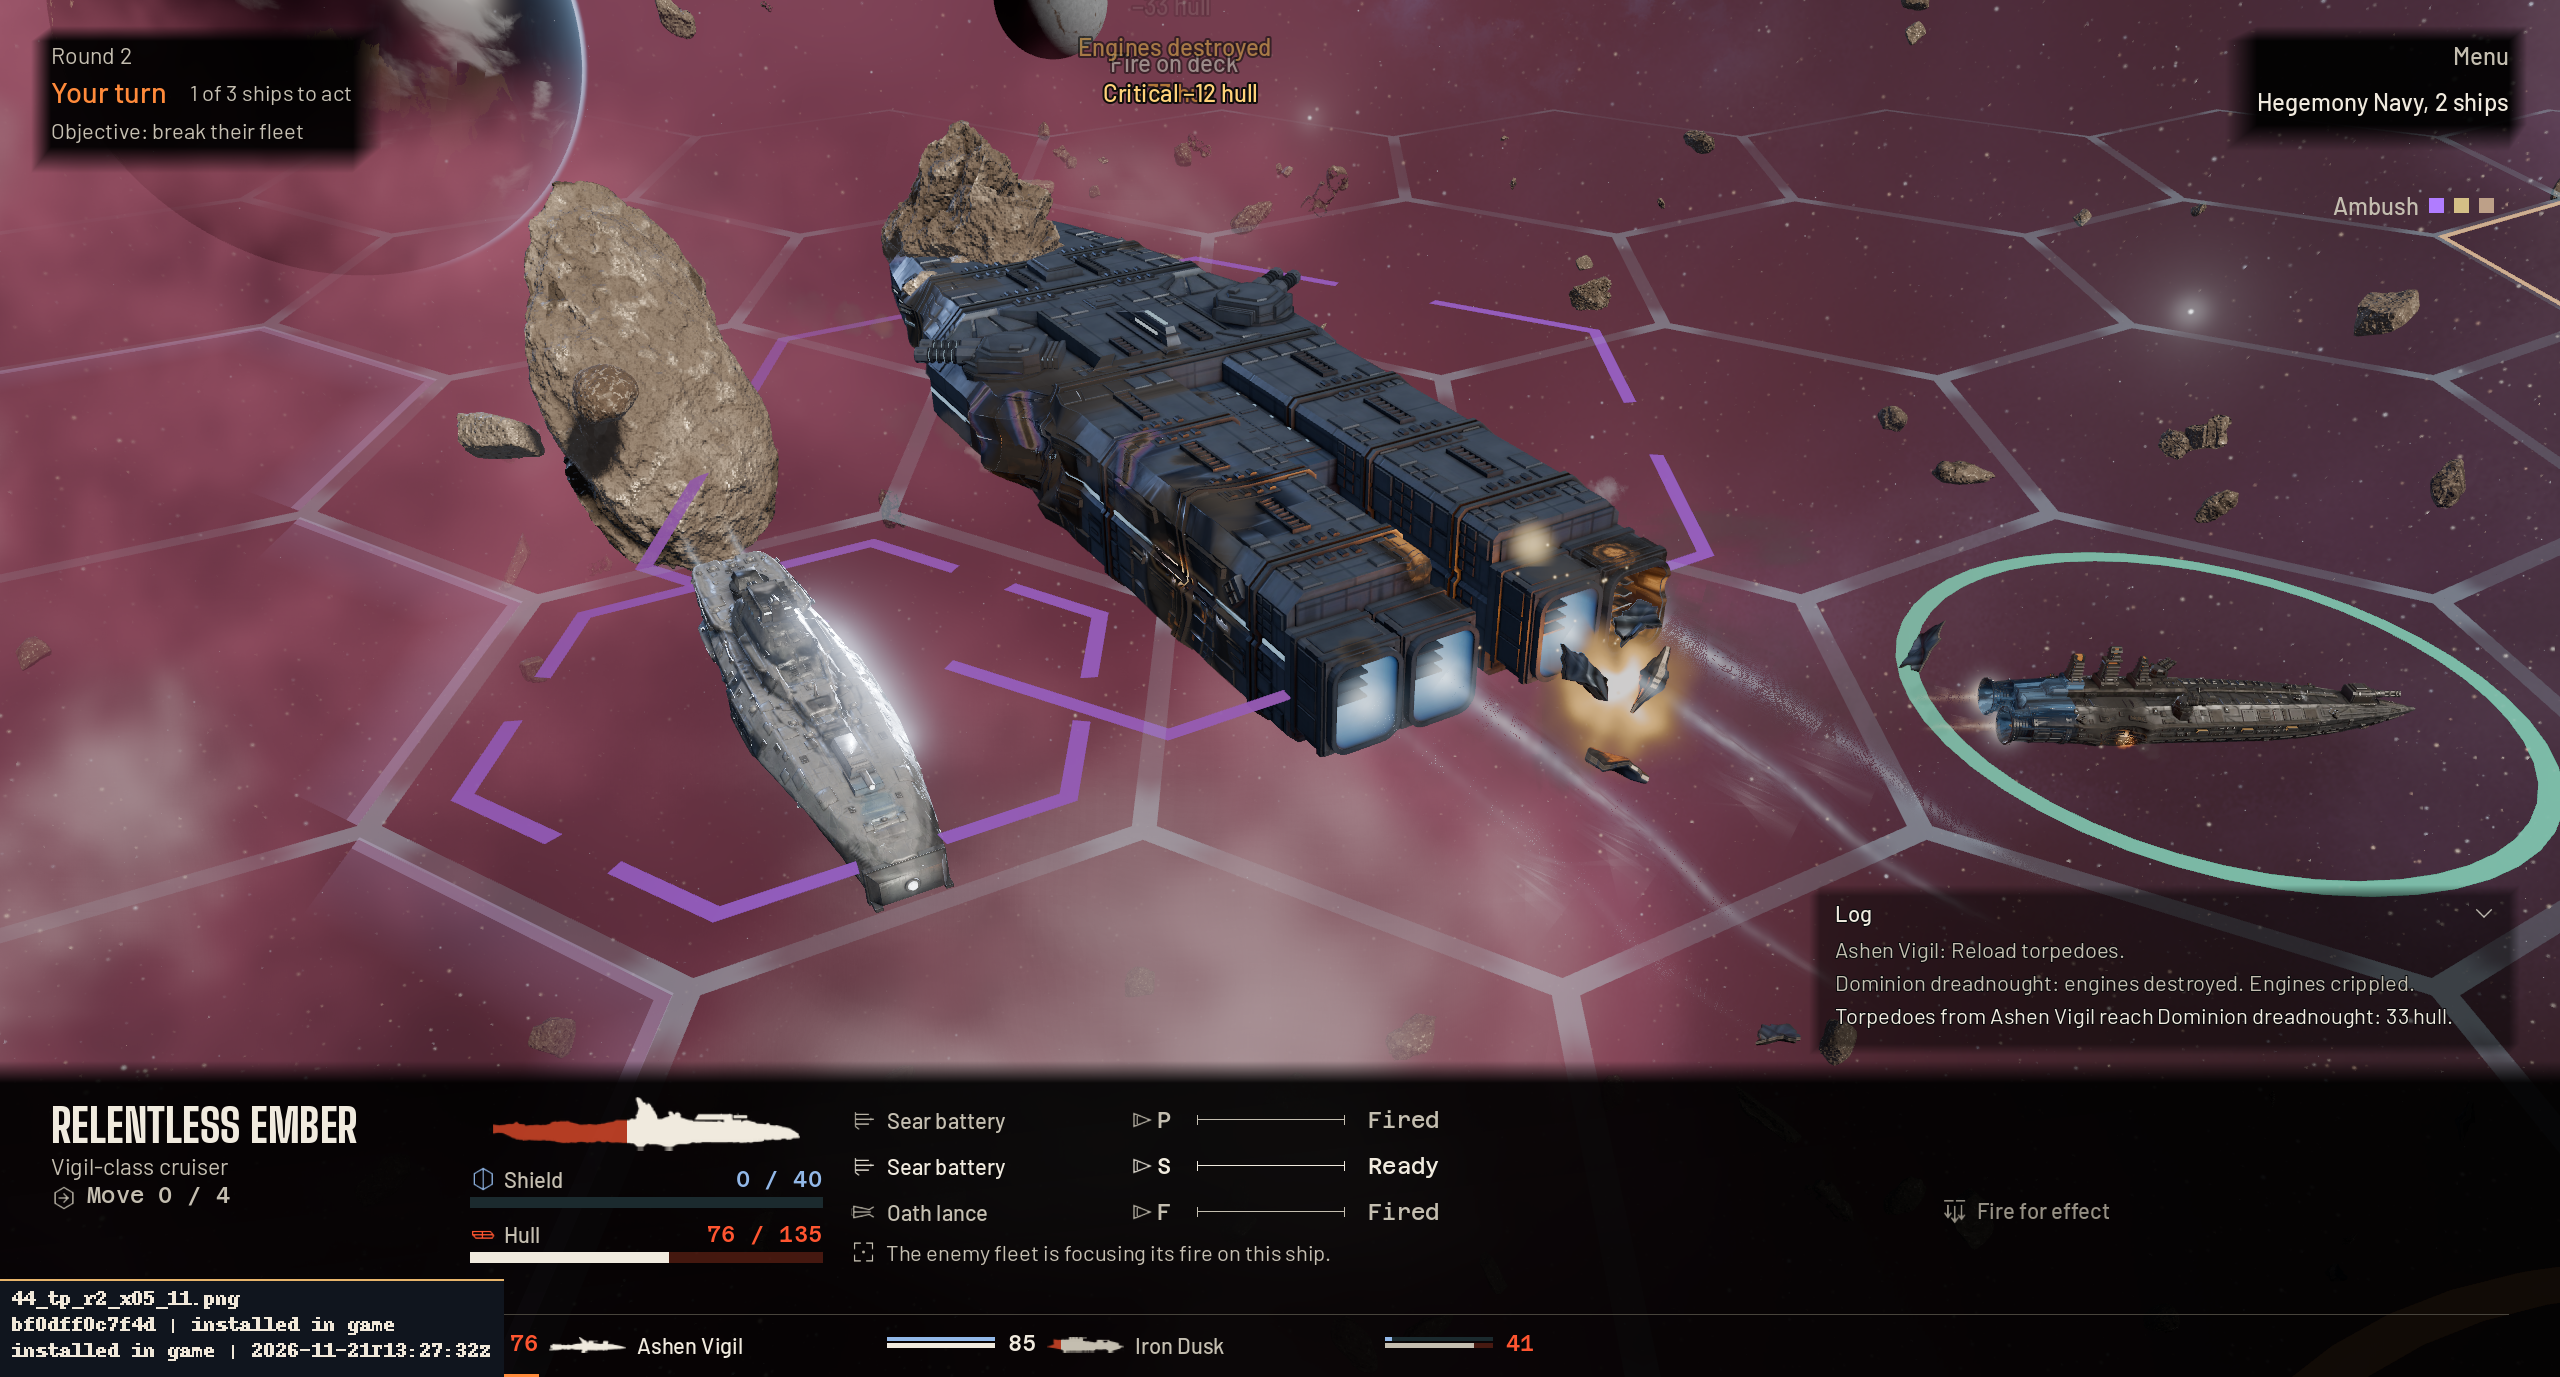 -33 hull
Engines destroyed
Fire on deck
Critical -12 hull
Round 2
Your turn 1 of 3 ships to act
Objective: break their fleet
Menu
Hegemony Navy, 2 ships
Ambush
Log
Ashen Vigil: Reload torpedoes.
Dominion dreadnought: engines destroyed. Engines crippled.
Torpedoes from Ashen Vigil reach Dominion dreadnought: 33 hull.
RELENTLESS EMBER
Vigil-class cruiser
Move 0 / 4
Shield 0 / 40
Hull 76 / 135
Sear battery P Fired
Sear battery S Ready
Oath lance F Fired
The enemy fleet is focusing its fire on this ship.
Fire for effect
44_tp_r2_x05_11.png
bf0dff0c7f4d | installed in game
installed in game | 2026-11-21r13:27:32z
76 Ashen Vigil 85 Iron Dusk 41